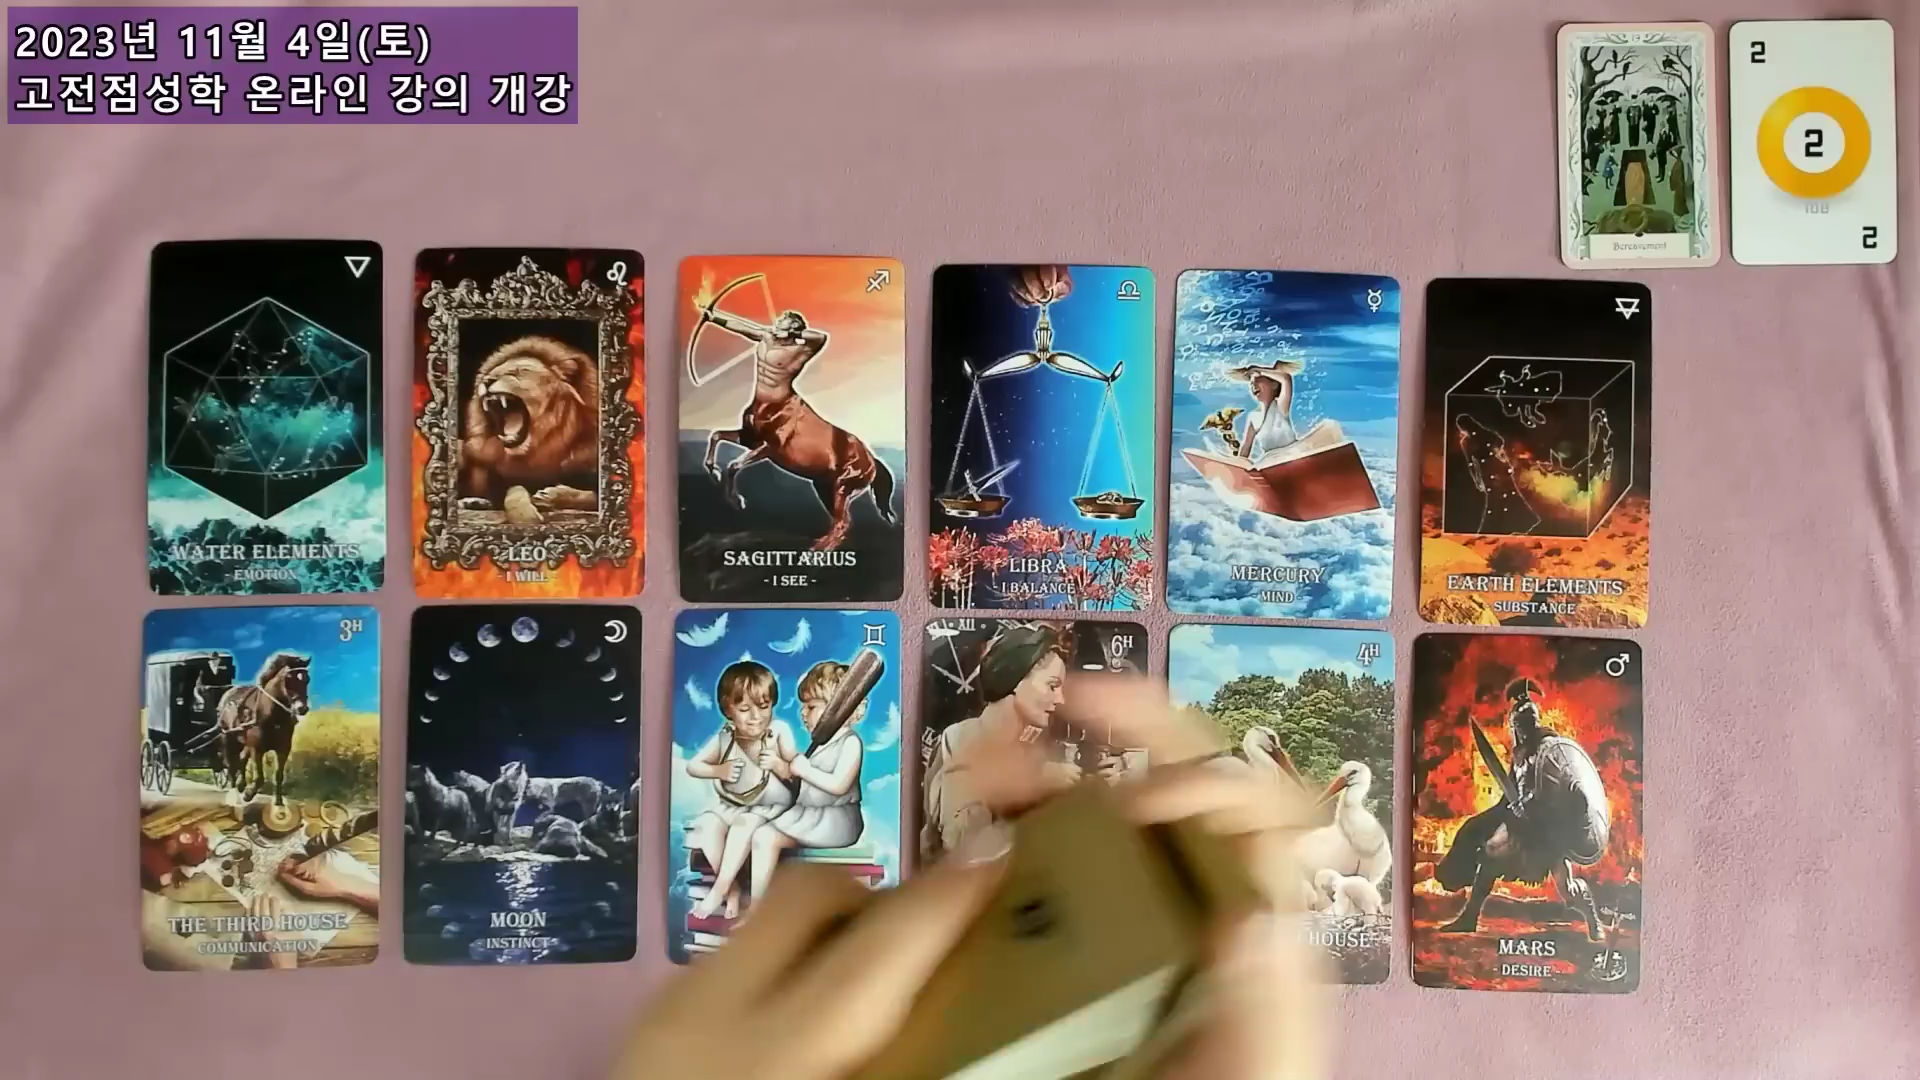 2023년 11월 4일(토)
고전점성학 온라인 강의 개강
Bereavement
2
2
2
WATER ELEMENTS
- EMOTION -
LEO
- I WILL -
SAGITTARIUS
- I SEE -
LIBRA
- I BALANCE -
MERCURY
- MIND -
EARTH ELEMENTS
- SUBSTANCE -
3H
THE THIRD HOUSE
- COMMUNICATION -
MOON
- INSTINCT -
XII
6H
4H
HOUSE
MARS
- DESIRE -